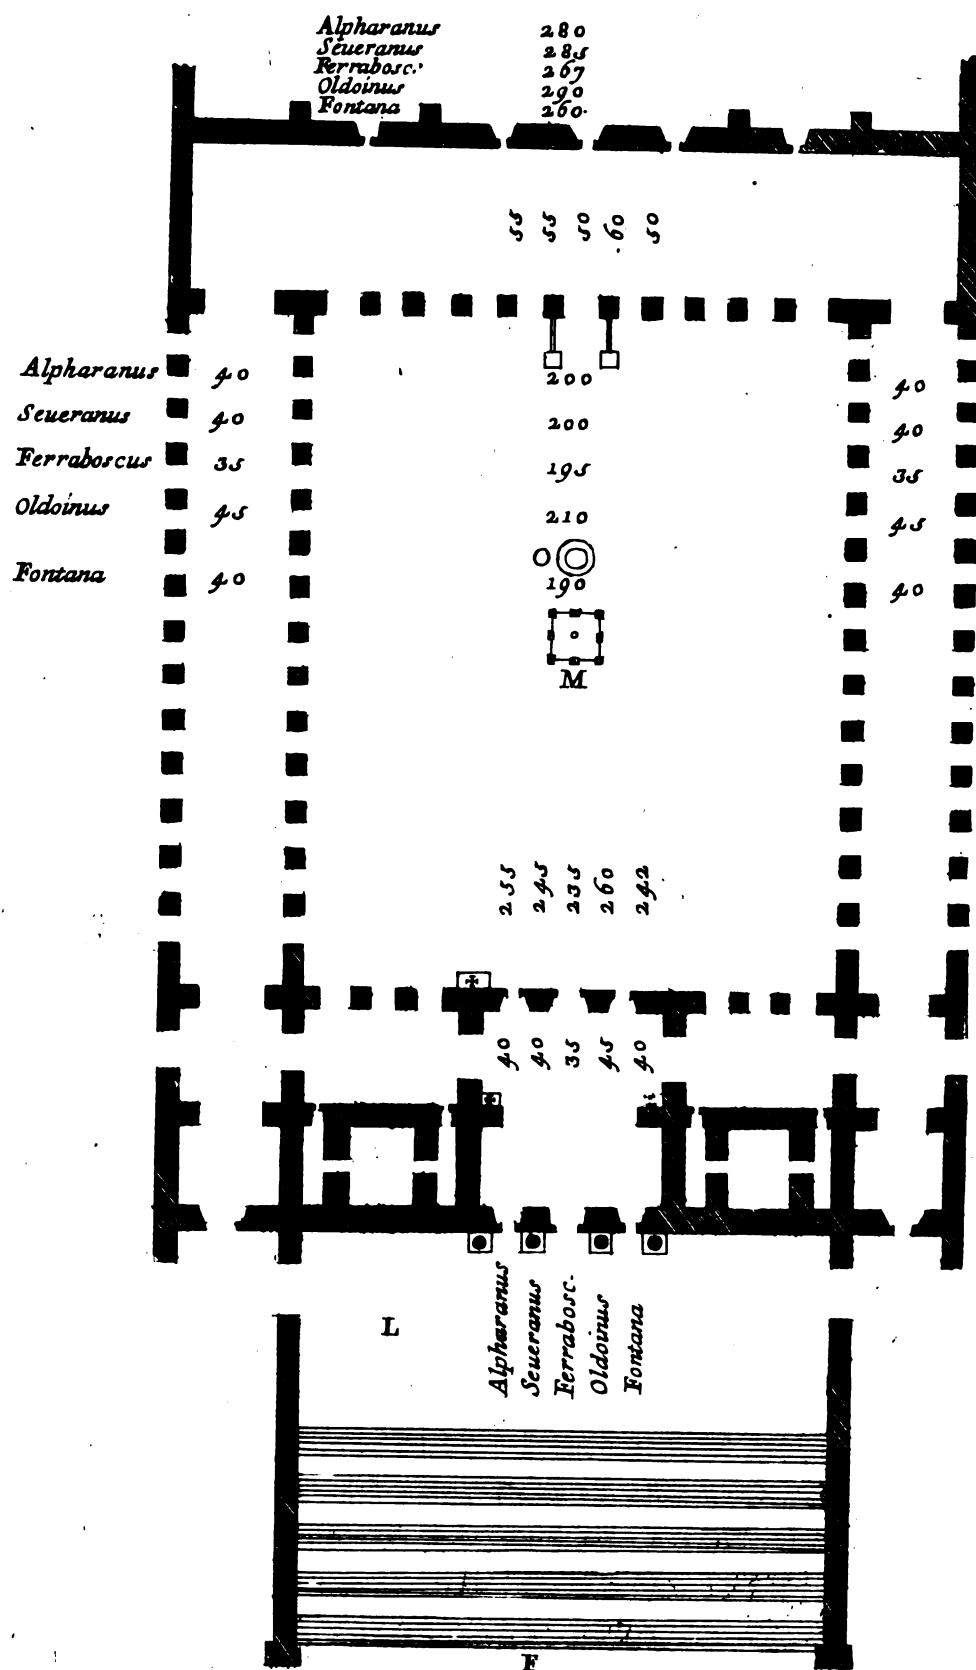 Alpharanus 280
Seueranus 285
Ferrabosc. 267
Oldoinus 290
Fontana 260.
55 55 50 60 50
Alpharanus 40 200 40
Seueranus 40 200 40
Ferraboscus 35 195 35
Oldoinus 45 210 45
Fontana 40 190 40
M
255 245 235 260 242
40 40 35 45 40
L
Alpharanus
Seueranus
Ferrabosc.
Oldoinus
Fontana
F